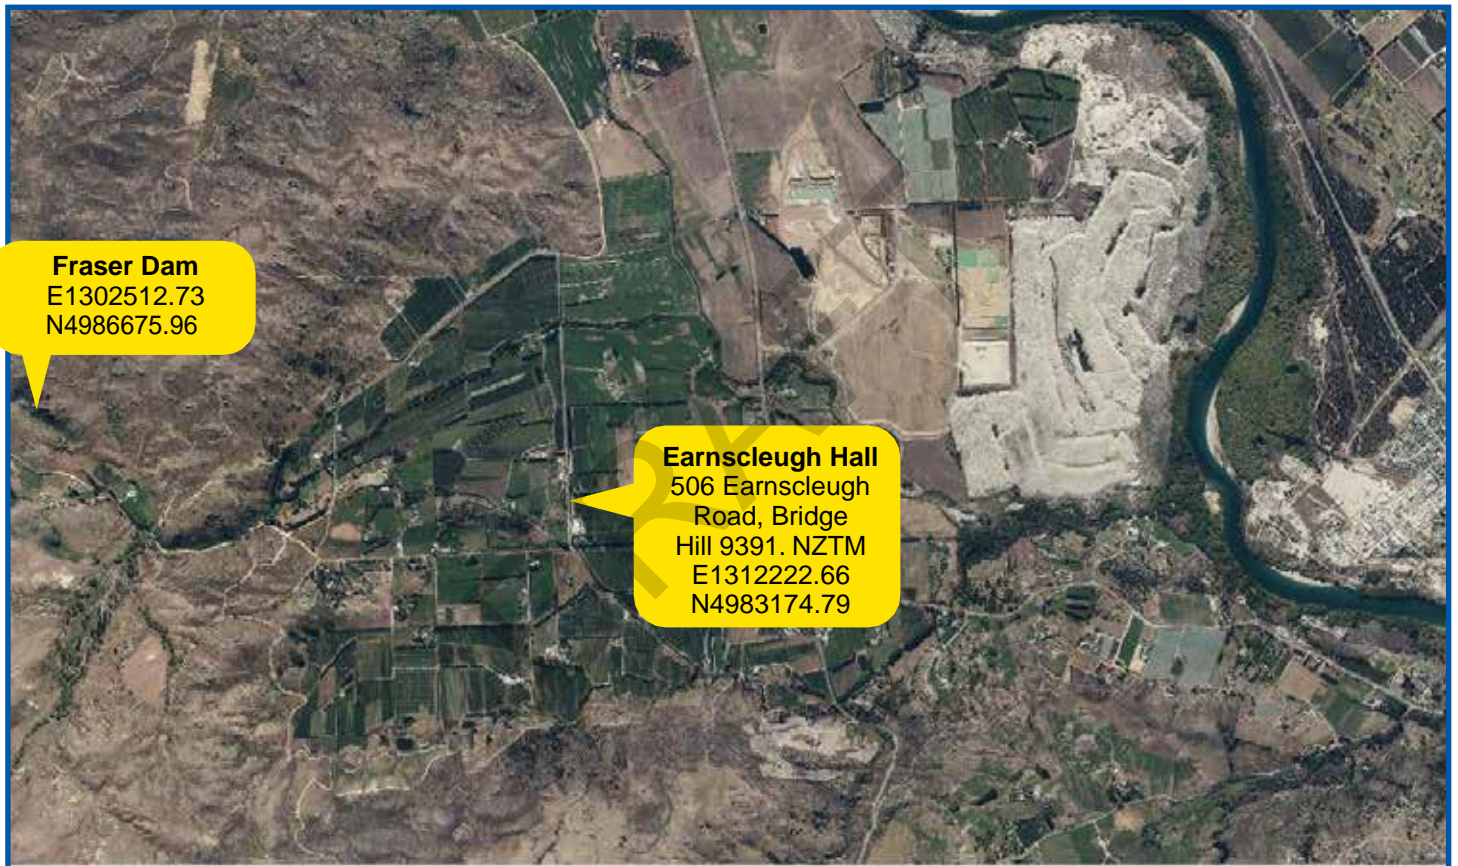 Fraser Dam
E1302512.73
N4986675.96
Earnscleugh Hall
506 Earnscleugh
Road, Bridge
Hill 9391. NZTM
E1312222.66
N4983174.79